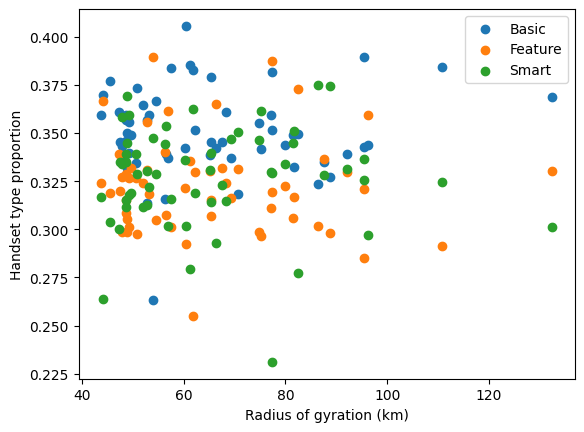 0.400
0.375
0.350
0.325
0.300
0.275
0.250
0.225
Handset type proportion
Basic
Feature
Smart
40 60 80 100 120
Radius of gyration (km)